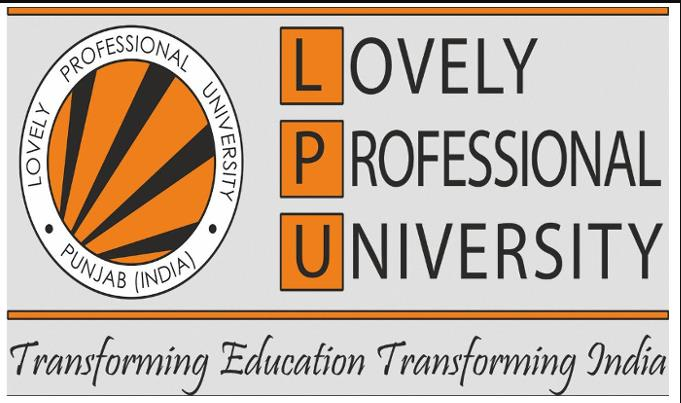 LOVELY PROFESSIONAL UNIVERSITY
PUNJAB (INDIA)
LOVELY
PROFESSIONAL
UNIVERSITY
Transforming Education Transforming India